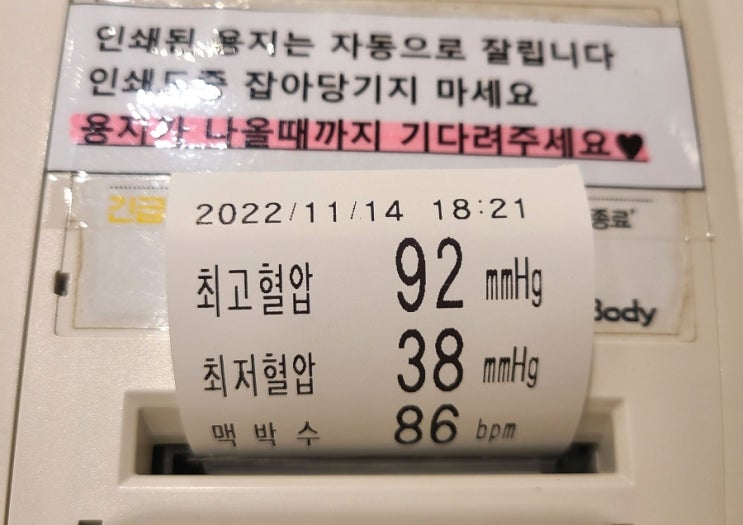 인쇄된 용지는 자동으로 잘립니다
인쇄도중 잡아당기지 마세요
용지가 나올때까지 기다려주세요♥
긴급
종료
2022/11/14 18:21
최고혈압 92 mmHg
최저혈압 38 mmHg
맥박수 86 bpm
Body